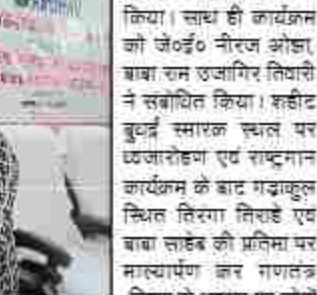 किया। साथ ही कार्यक्रम
को जे०ई० नीरज ओझा,
बाबा राम उजागिर तिवारी
ने संबोधित किया। शहीद
बुधई स्मारक स्थल पर
ध्वजारोहण एवं राष्ट्रगान
कार्यक्रम के बाद गढ़ाकुल
स्थित तिरंगा तिराहे एवं
बाबा साहेब की प्रतिमा पर
माल्यार्पण कर गणतंत्र